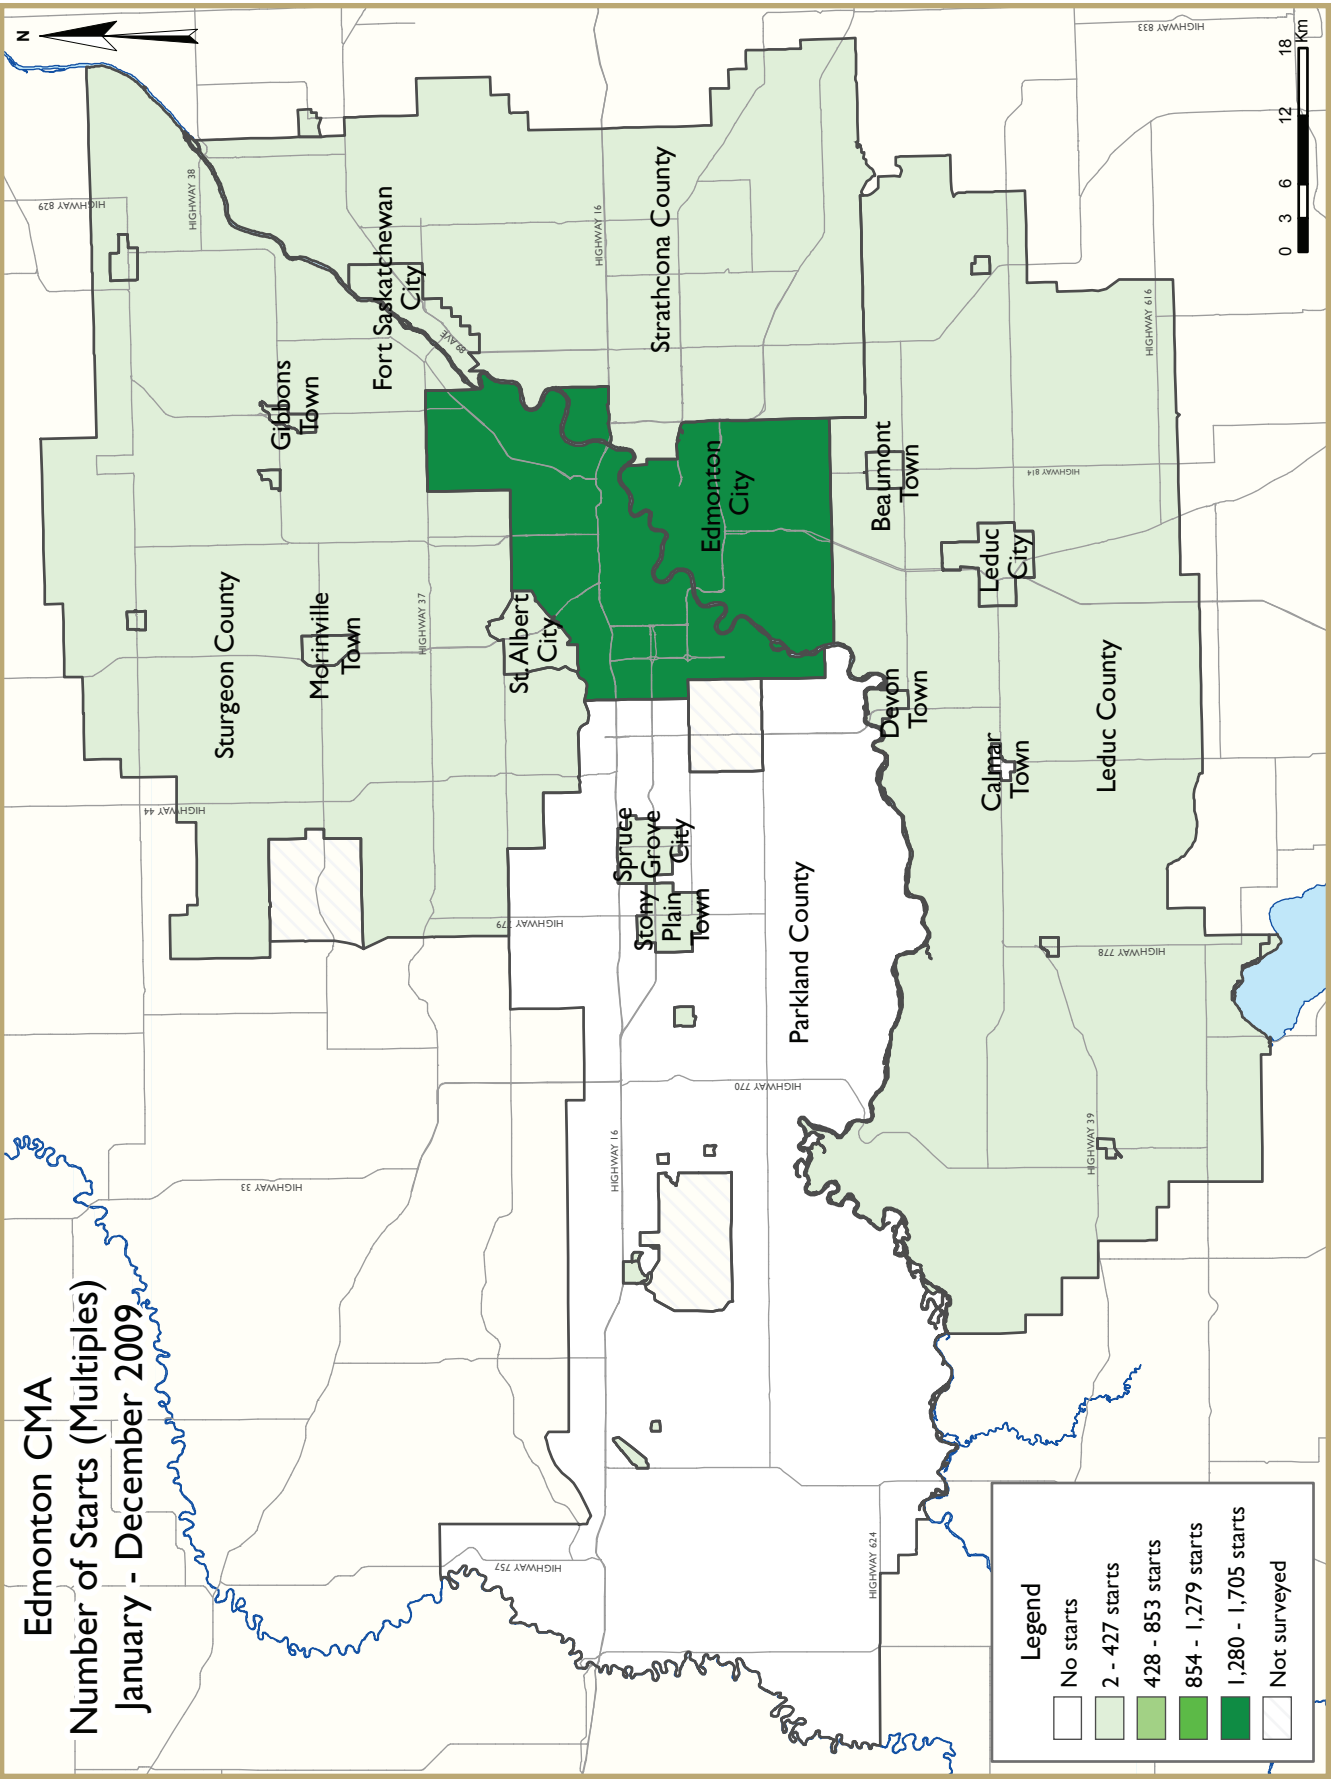 Edmonton CMA
Number of Starts (Multiples)
January - December 2009
N
HIGHWAY 829
HIGHWAY 38
HIGHWAY 833
HIGHWAY 16
Fort Saskatchewan
City
89 AVE
Strathcona County
Gibbons
Town
Sturgeon County
Morinville
Town
HIGHWAY 37
HIGHWAY 44
St. Albert
City
Edmonton
City
Beaumont
Town
HIGHWAY 814
HIGHWAY 616
Leduc
City
Devon
Town
Calmar
Town
Leduc County
Spruce
Grove
City
Stony
Plain
Town
HIGHWAY 779
Parkland County
HIGHWAY 770
HIGHWAY 778
HIGHWAY 16
HIGHWAY 39
HIGHWAY 33
HIGHWAY 757
HIGHWAY 624
0 3 6 12 18
Km
Legend
No starts
2 - 427 starts
428 - 853 starts
854 - 1,279 starts
1,280 - 1,705 starts
Not surveyed